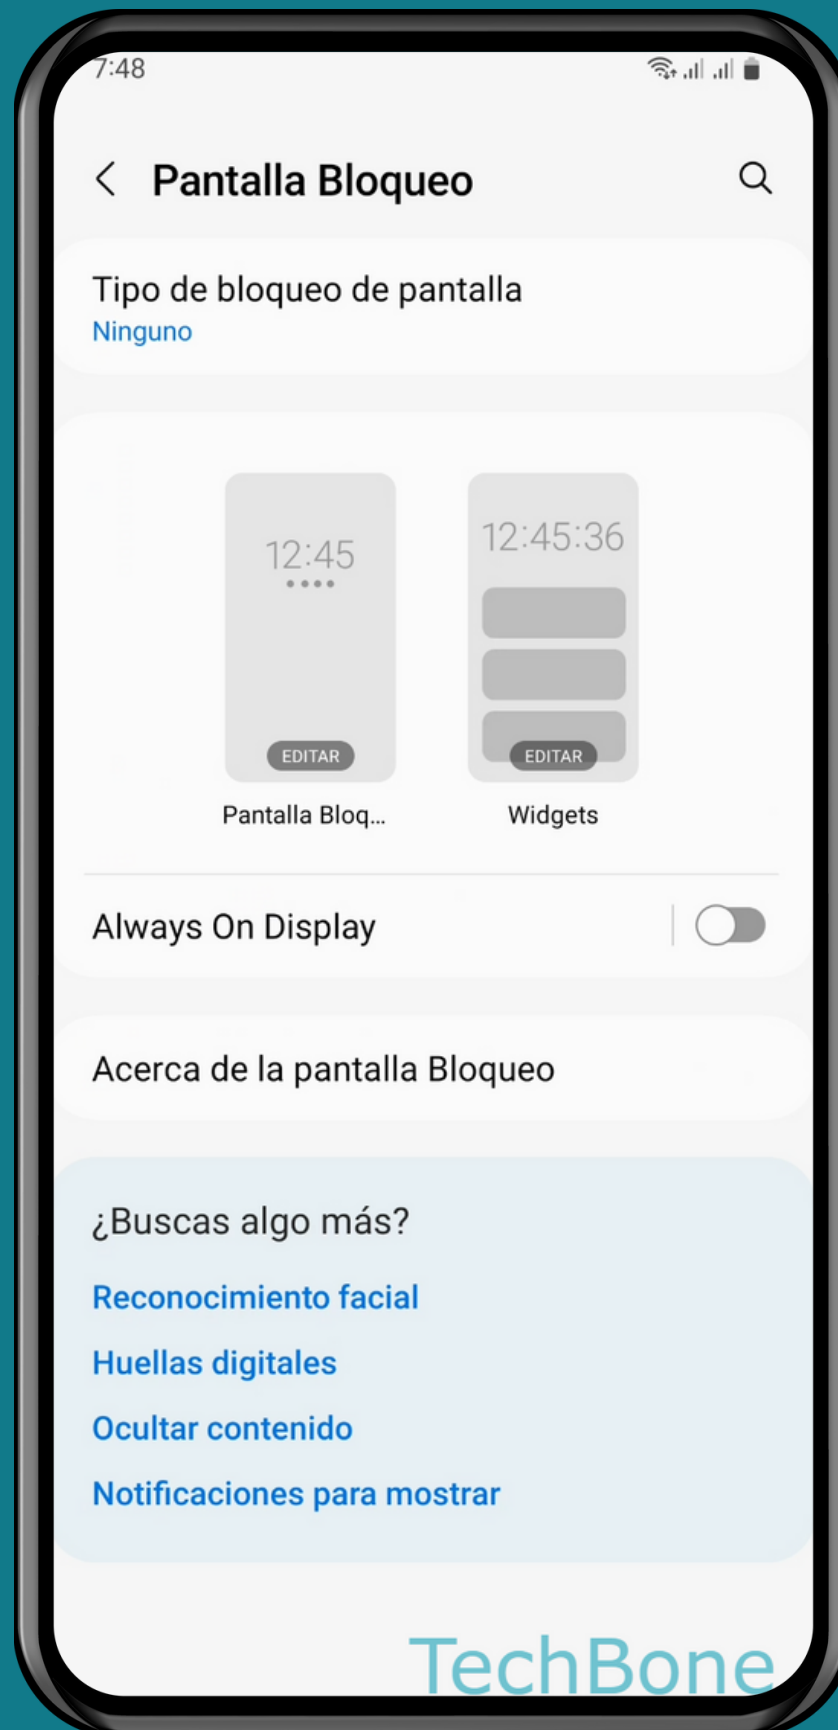 7:48
Pantalla Bloqueo
Tipo de bloqueo de pantalla
Ninguno
12:45
12:45:36
EDITAR
EDITAR
Pantalla Bloq...
Widgets
Always On Display
Acerca de la pantalla Bloqueo
¿Buscas algo más?
Reconocimiento facial
Huellas digitales
Ocultar contenido
Notificaciones para mostrar
TechBone